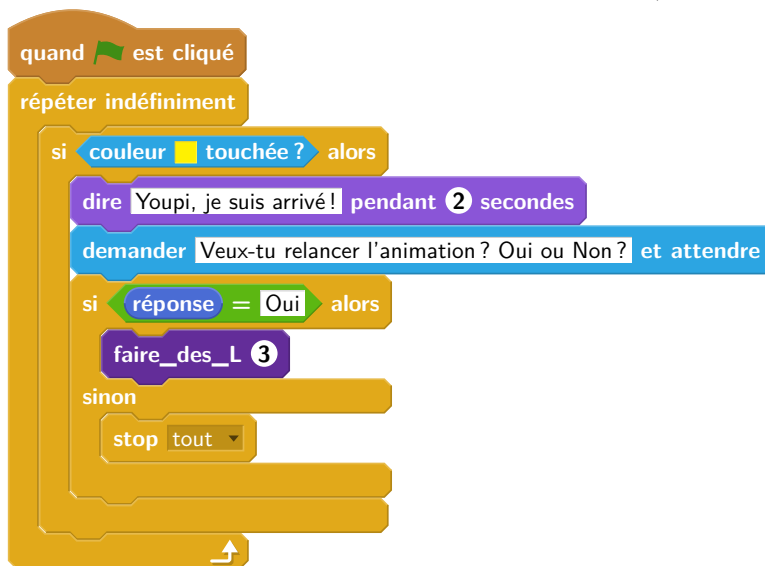 quand est cliqué
répéter indéfiniment
si couleur touchée ? alors
dire Youpi, je suis arrivé ! pendant 2 secondes
demander Veux-tu relancer l'animation ? Oui ou Non ? et attendre
si réponse = Oui alors
faire_des_L 3
sinon
stop tout